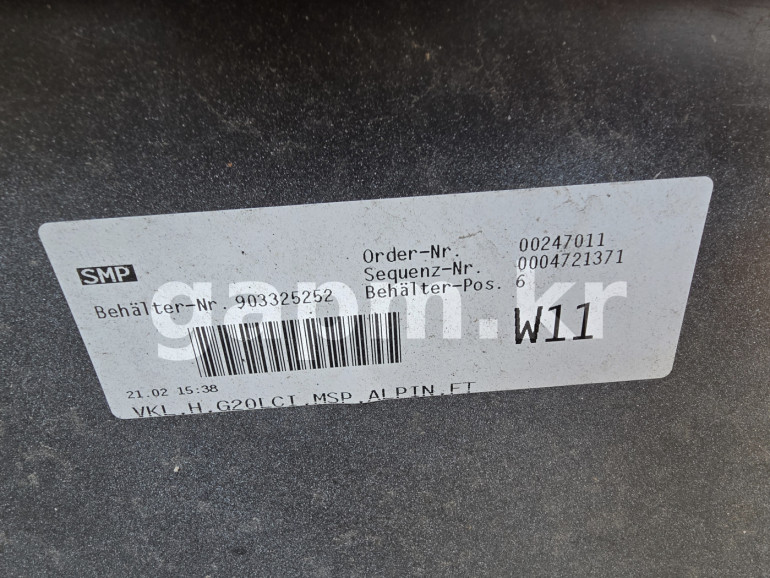 SMP
Order-Nr. 00247011
Sequenz-Nr. 0004721371
Behälter-Nr. 903325252
Behälter-Pos. 6
W11
gapm.kr
21.02 15:38
VKL.H.G20LCI.MSP.ALPIN.ET